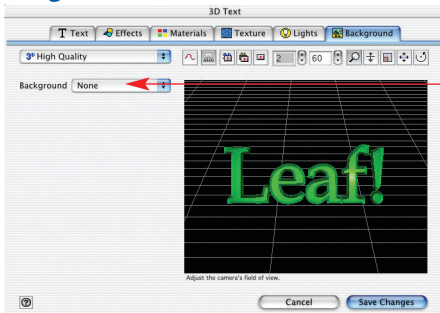 3D Text
T Text Effects Materials Texture Lights Background
3D High Quality 2 60
Background None
Leaf!
Adjust the camera's field of view.
? Cancel Save Changes